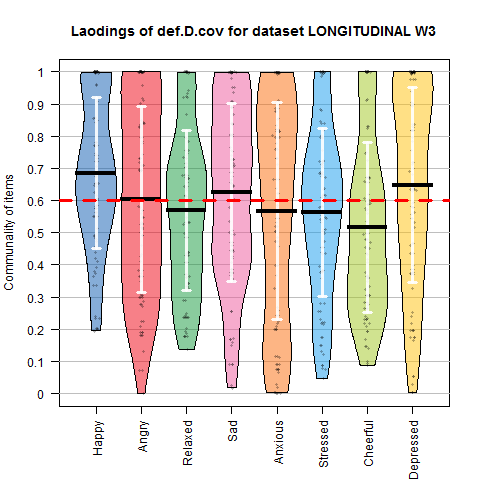 Laodings of def.D.cov for dataset LONGITUDINAL W3
Communality of items
1
0.9
0.8
0.7
0.6
0.5
0.4
0.3
0.2
0.1
0
Happy
Angry
Relaxed
Sad
Anxious
Stressed
Cheerful
Depressed